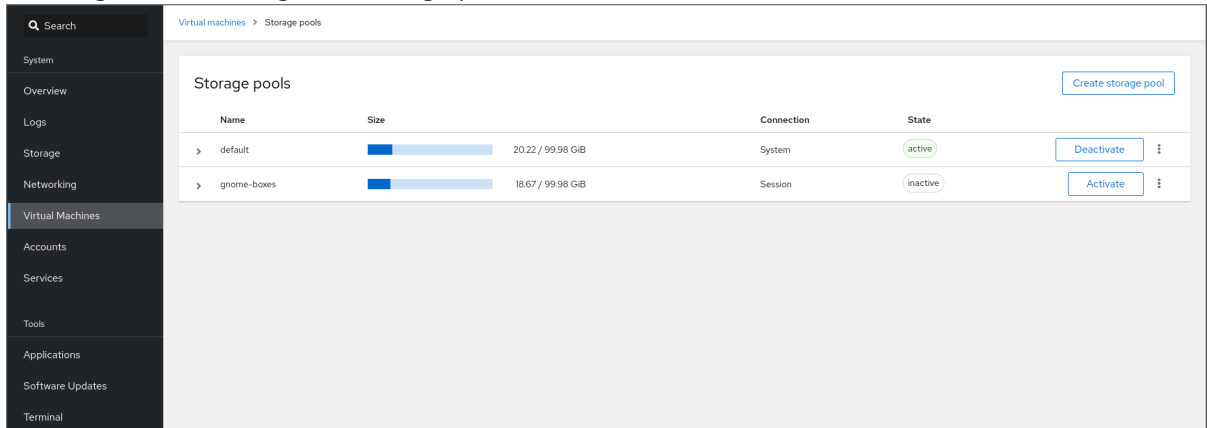 Search
Virtual machines > Storage pools
System
Overview
Logs
Storage
Networking
Virtual Machines
Accounts
Services
Tools
Applications
Software Updates
Terminal
Storage pools
Create storage pool
Name Size Connection State
default 20.22 / 99.98 GiB System active Deactivate
gnome-boxes 18.67 / 99.98 GiB Session inactive Activate